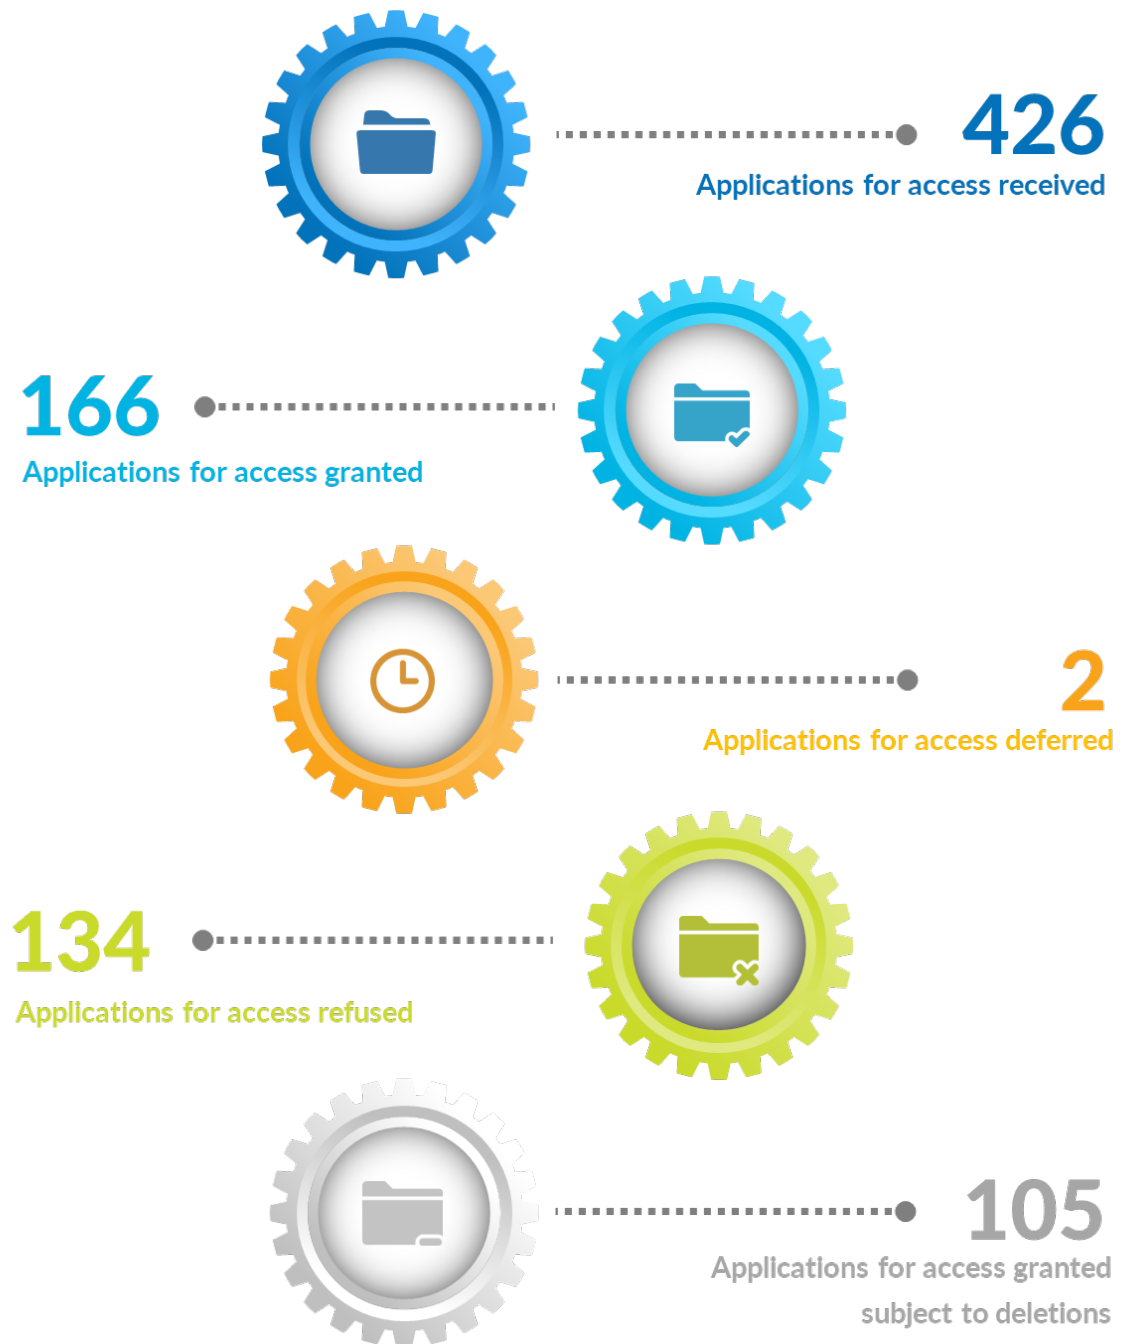 426
Applications for access received
166
Applications for access granted
2
Applications for access deferred
134
Applications for access refused
105
Applications for access granted
subject to deletions